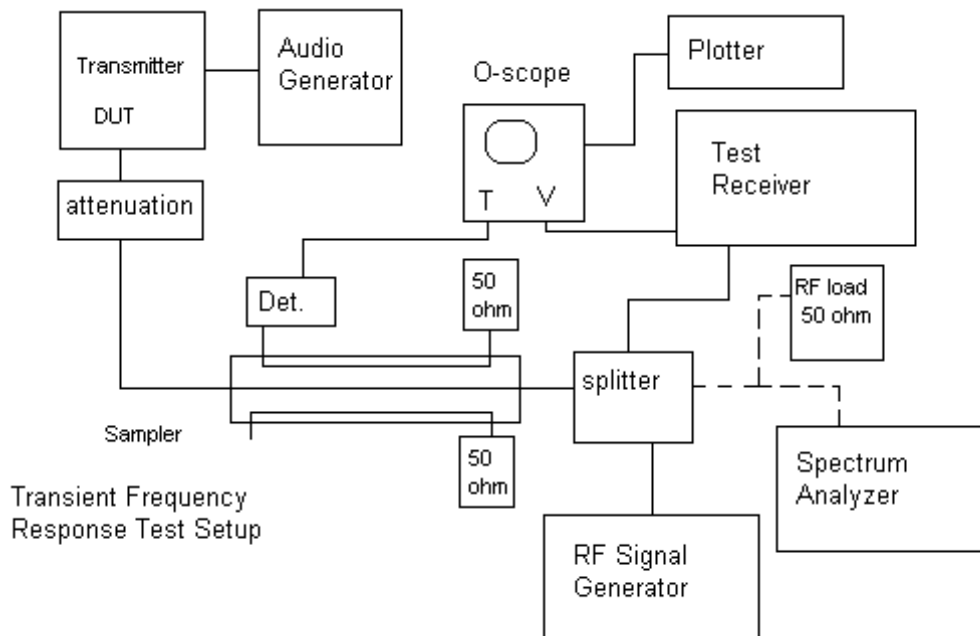 Transmitter
DUT
Audio
Generator
O-scope
Plotter
T V
Test
Receiver
attenuation
Det.
50
ohm
RF load
50 ohm
splitter
Sampler
50
ohm
Spectrum
Analyzer
Transient Frequency
Response Test Setup
RF Signal
Generator